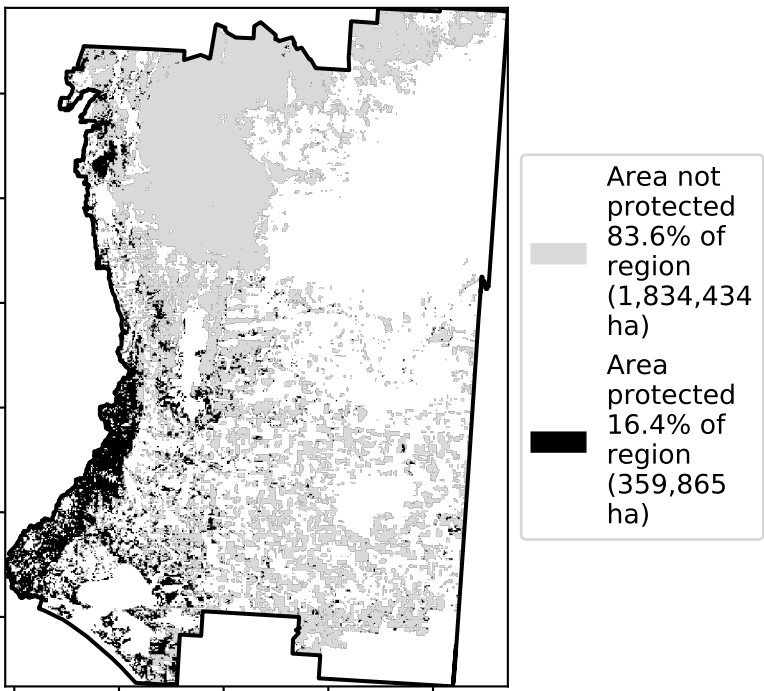 Area not
protected
83.6% of
region
(1,834,434
ha)
Area
protected
16.4% of
region
(359,865
ha)